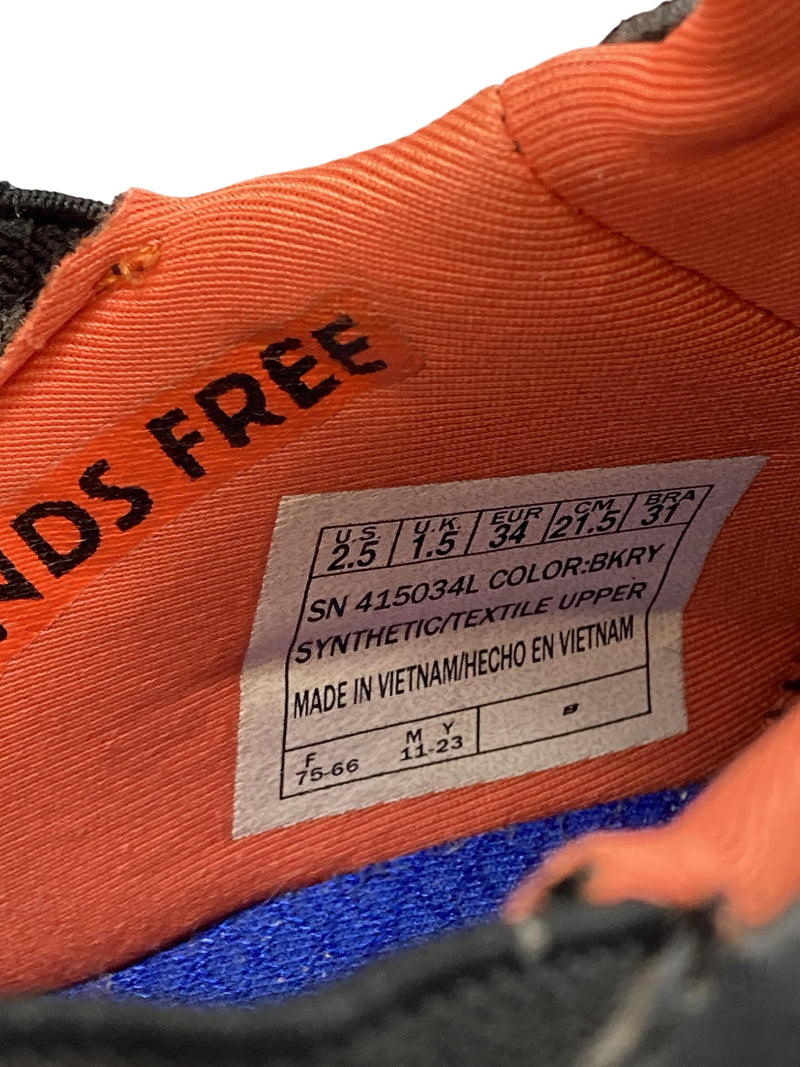 NDS FREE
U.S. U.K. EUR CM BRA
2.5 1.5 34 21.5 31
SN 415034L COLOR:BKRY
SYNTHETIC/TEXTILE UPPER
MADE IN VIETNAM/HECHO EN VIETNAM
F M Y B
75-66 11-23